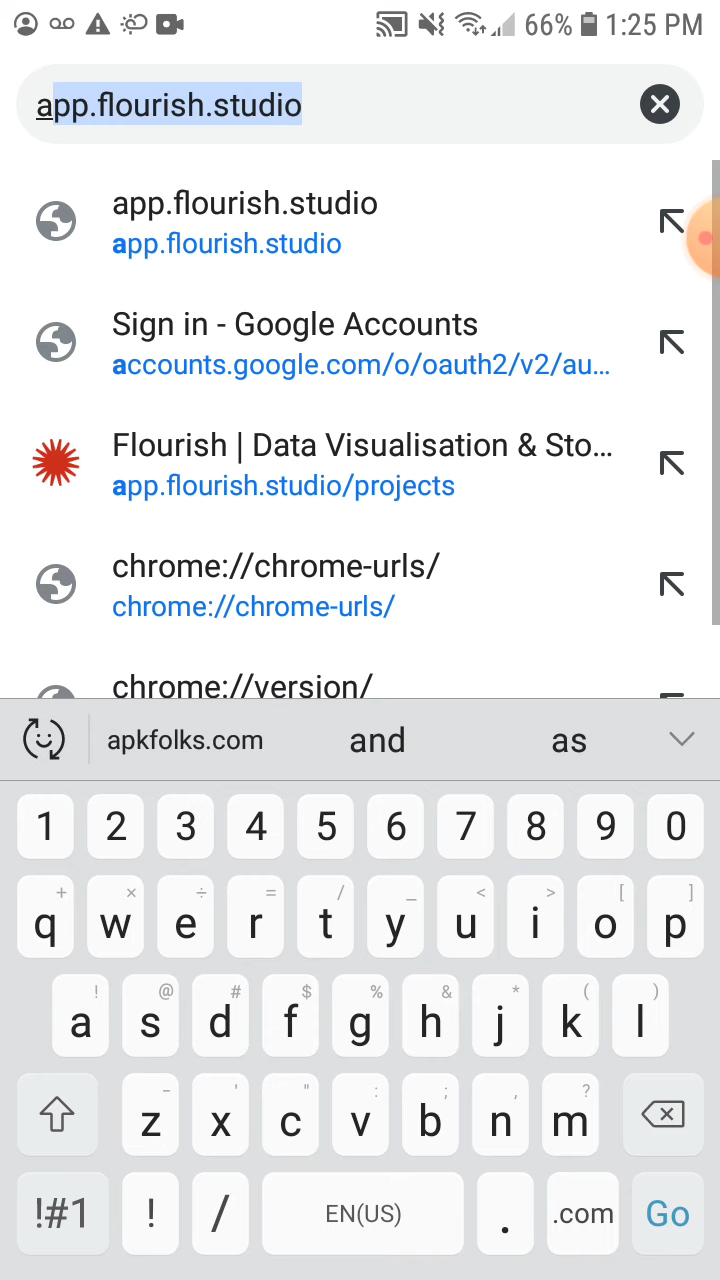 66% 1:25 PM
app.flourish.studio
app.flourish.studio
app.flourish.studio
Sign in - Google Accounts
accounts.google.com/o/oauth2/v2/au...
Flourish | Data Visualisation & Sto...
app.flourish.studio/projects
chrome://chrome-urls/
chrome://chrome-urls/
chrome://version/
apkfolks.com and as
1 2 3 4 5 6 7 8 9 0
+ × ÷ = / _ < > [ ]
q w e r t y u i o p
! @ # $ % & * ( )
a s d f g h j k l
- ' " : ; , ?
z x c v b n m
!#1 ! / EN(US) . .com Go